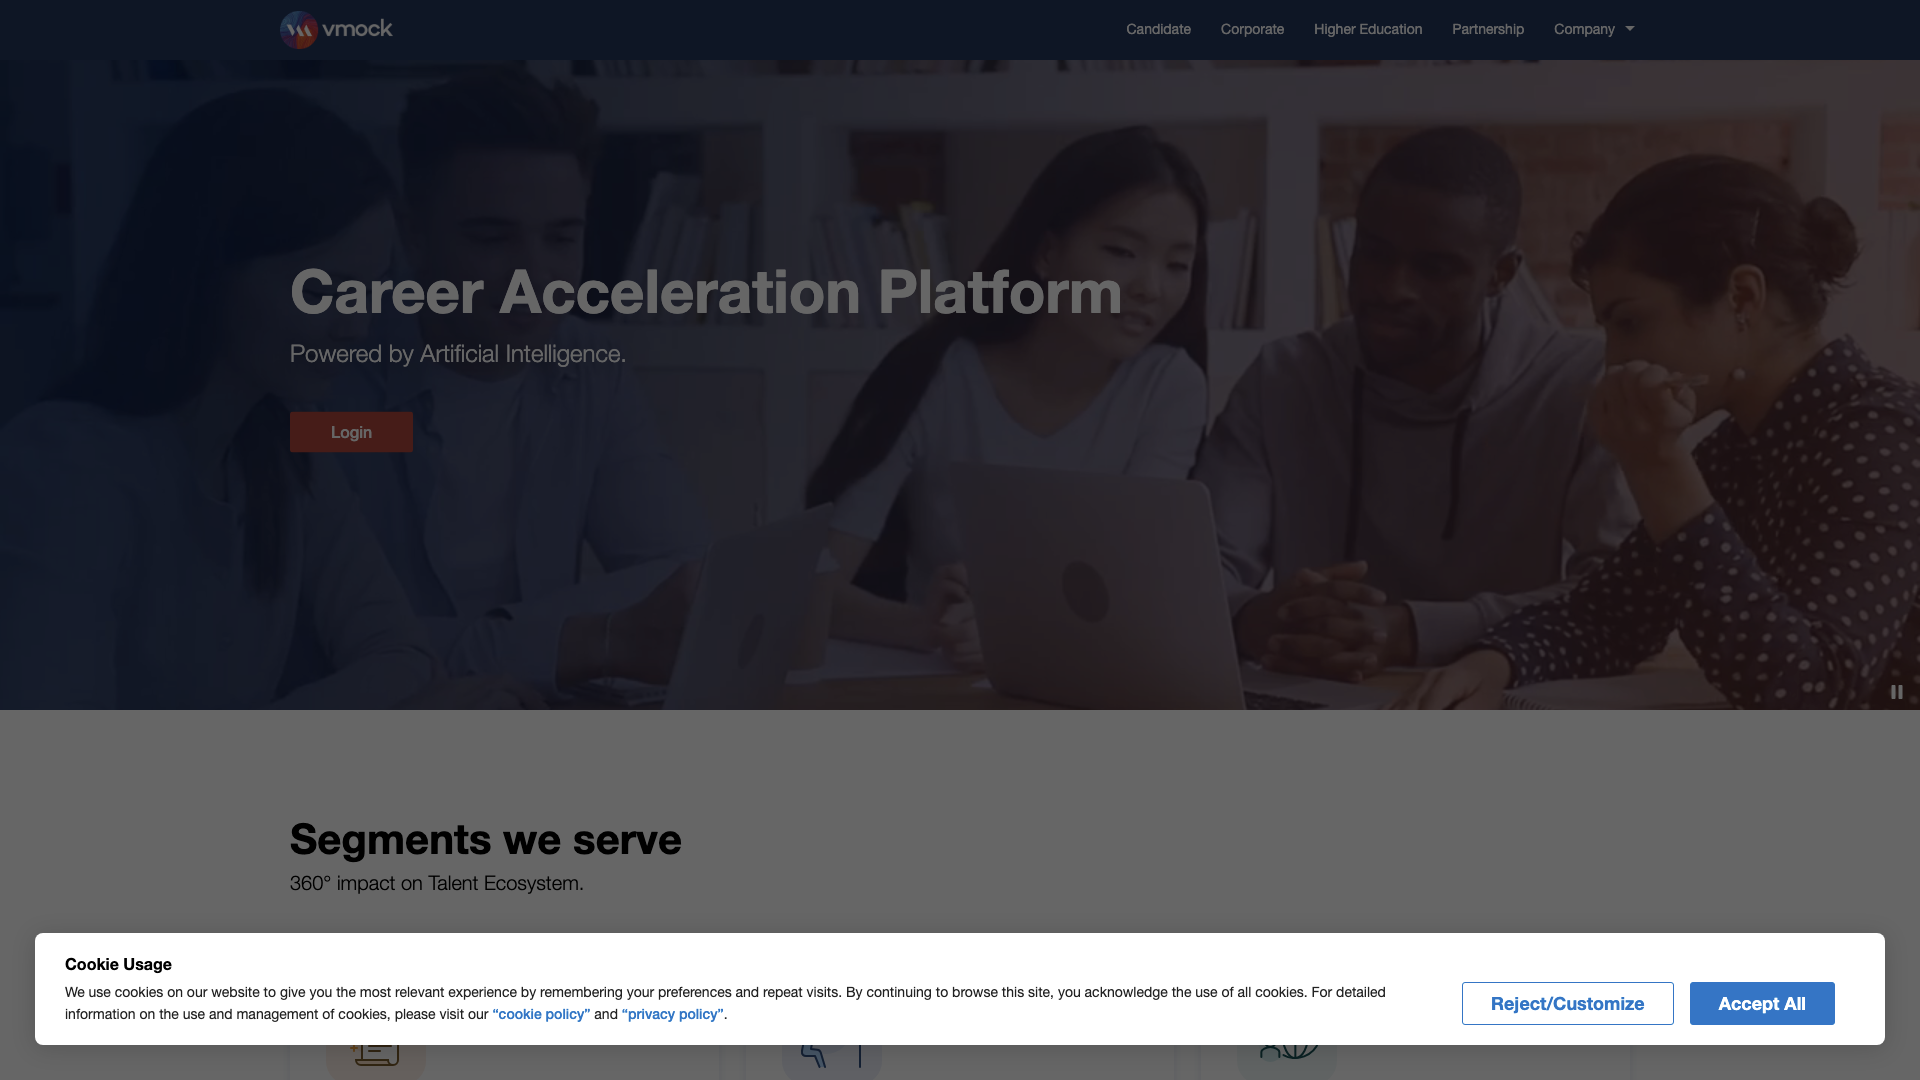 vmock
Candidate
Corporate
Higher Education
Partnership
Company
Career Acceleration Platform
Powered by Artificial Intelligence.
Login
Segments we serve
360° impact on Talent Ecosystem.
Cookie Usage
We use cookies on our website to give you the most relevant experience by remembering your preferences and repeat visits. By continuing to browse this site, you acknowledge the use of all cookies. For detailed
information on the use and management of cookies, please visit our “cookie policy” and “privacy policy”.
Reject/Customize
Accept All